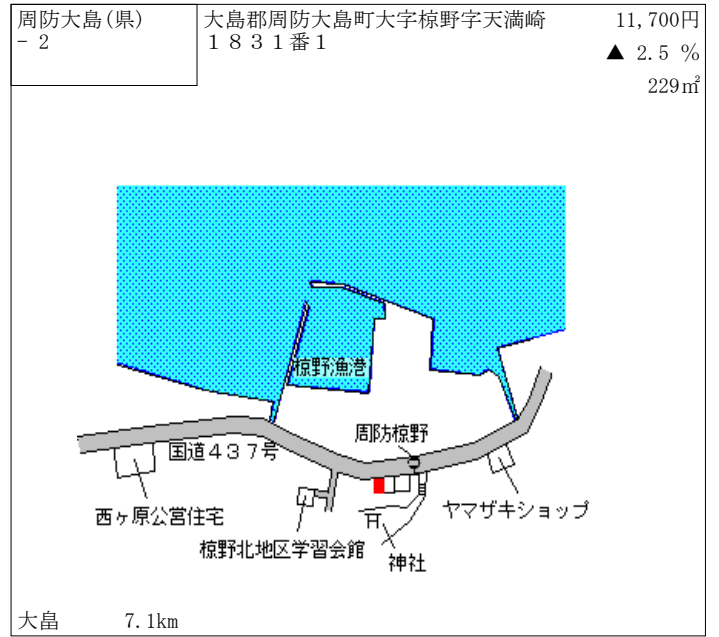 周防大島(県)
- 2
大島郡周防大島町大字椋野字天満崎
１８３１番1
11,700円
▲ 2.5 %
229㎡
椋野漁港
周防椋野
国道４３７号
西ヶ原公営住宅
ヤマザキショップ
椋野北地区学習会館
神社
大畠 7.1km